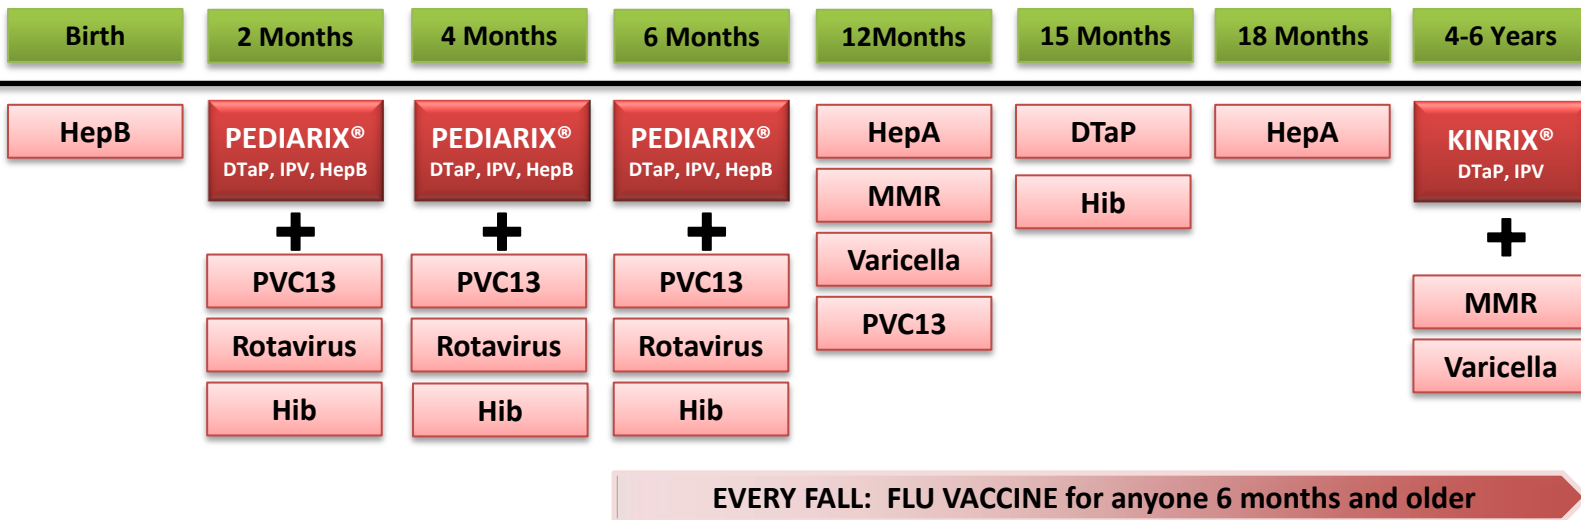 Birth
2 Months
4 Months
6 Months
12Months
15 Months
18 Months
4-6 Years
HepB
PEDIARIX®
DTaP, IPV, HepB
+
PVC13
Rotavirus
Hib
PEDIARIX®
DTaP, IPV, HepB
+
PVC13
Rotavirus
Hib
PEDIARIX®
DTaP, IPV, HepB
+
PVC13
Rotavirus
Hib
HepA
MMR
Varicella
PVC13
DTaP
Hib
HepA
KINRIX®
DTaP, IPV
+
MMR
Varicella
EVERY FALL: FLU VACCINE for anyone 6 months and older